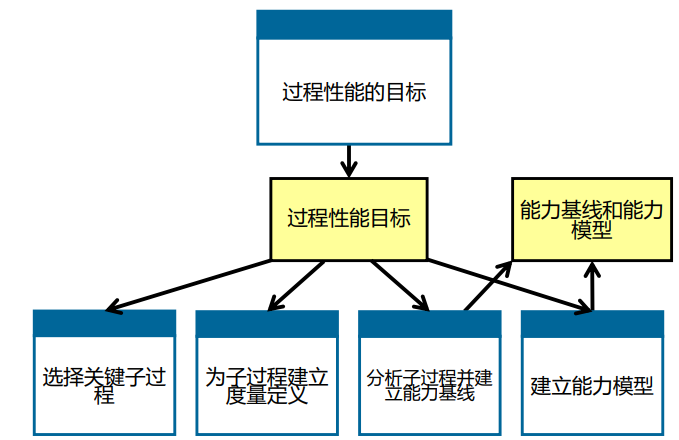 过程性能的目标
过程性能目标
能力基线和能力
模型
选择关键子过
程
为子过程建立
度量定义
分析子过程并建
立能力基线
建立能力模型